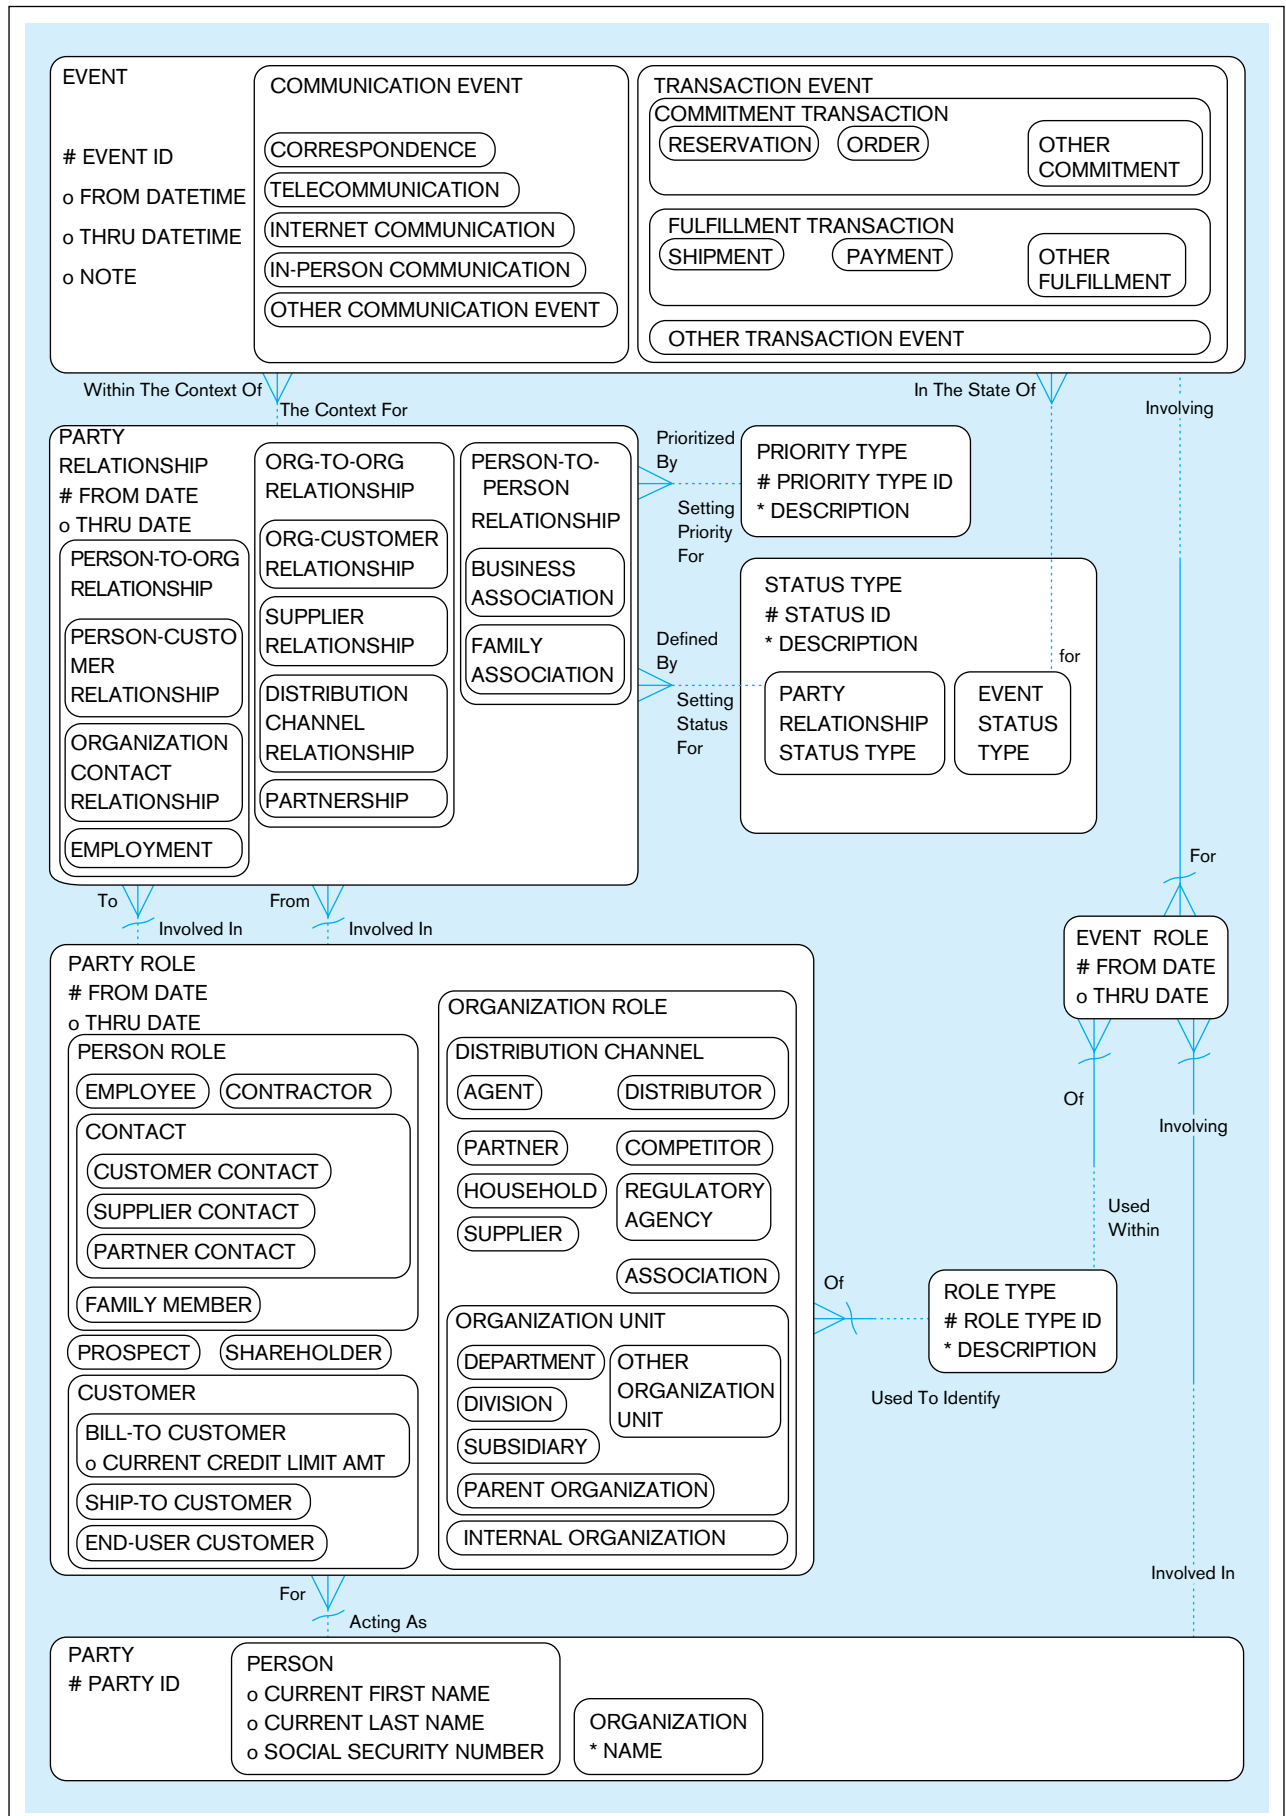 EVENT
# EVENT ID
o FROM DATETIME
o THRU DATETIME
o NOTE
COMMUNICATION EVENT
CORRESPONDENCE
TELECOMMUNICATION
INTERNET COMMUNICATION
IN-PERSON COMMUNICATION
OTHER COMMUNICATION EVENT
TRANSACTION EVENT
COMMITMENT TRANSACTION
RESERVATION
ORDER
OTHER
COMMITMENT
FULFILLMENT TRANSACTION
SHIPMENT
PAYMENT
OTHER
FULFILLMENT
OTHER TRANSACTION EVENT
Within The Context Of
The Context For
In The State Of
Involving
PARTY
RELATIONSHIP
# FROM DATE
o THRU DATE
PERSON-TO-ORG
RELATIONSHIP
PERSON-CUSTO
MER
RELATIONSHIP
ORGANIZATION
CONTACT
RELATIONSHIP
EMPLOYMENT
ORG-TO-ORG
RELATIONSHIP
ORG-CUSTOMER
RELATIONSHIP
SUPPLIER
RELATIONSHIP
DISTRIBUTION
CHANNEL
RELATIONSHIP
PARTNERSHIP
PERSON-TO-
PERSON
RELATIONSHIP
BUSINESS
ASSOCIATION
FAMILY
ASSOCIATION
Prioritized
By
Setting
Priority
For
PRIORITY TYPE
# PRIORITY TYPE ID
* DESCRIPTION
Defined
By
Setting
Status
For
STATUS TYPE
# STATUS ID
* DESCRIPTION
for
PARTY
RELATIONSHIP
STATUS TYPE
EVENT
STATUS
TYPE
To
Involved In
From
Involved In
For
EVENT ROLE
# FROM DATE
o THRU DATE
Of
Involving
Used
Within
PARTY ROLE
# FROM DATE
o THRU DATE
PERSON ROLE
EMPLOYEE
CONTRACTOR
CONTACT
CUSTOMER CONTACT
SUPPLIER CONTACT
PARTNER CONTACT
FAMILY MEMBER
PROSPECT
SHAREHOLDER
CUSTOMER
BILL-TO CUSTOMER
o CURRENT CREDIT LIMIT AMT
SHIP-TO CUSTOMER
END-USER CUSTOMER
ORGANIZATION ROLE
DISTRIBUTION CHANNEL
AGENT
DISTRIBUTOR
PARTNER
COMPETITOR
HOUSEHOLD
REGULATORY
AGENCY
SUPPLIER
ASSOCIATION
ORGANIZATION UNIT
DEPARTMENT
OTHER
ORGANIZATION
UNIT
DIVISION
SUBSIDIARY
PARENT ORGANIZATION
INTERNAL ORGANIZATION
Of
Used To Identify
ROLE TYPE
# ROLE TYPE ID
* DESCRIPTION
Involved In
For
Acting As
PARTY
# PARTY ID
PERSON
o CURRENT FIRST NAME
o CURRENT LAST NAME
o SOCIAL SECURITY NUMBER
ORGANIZATION
* NAME